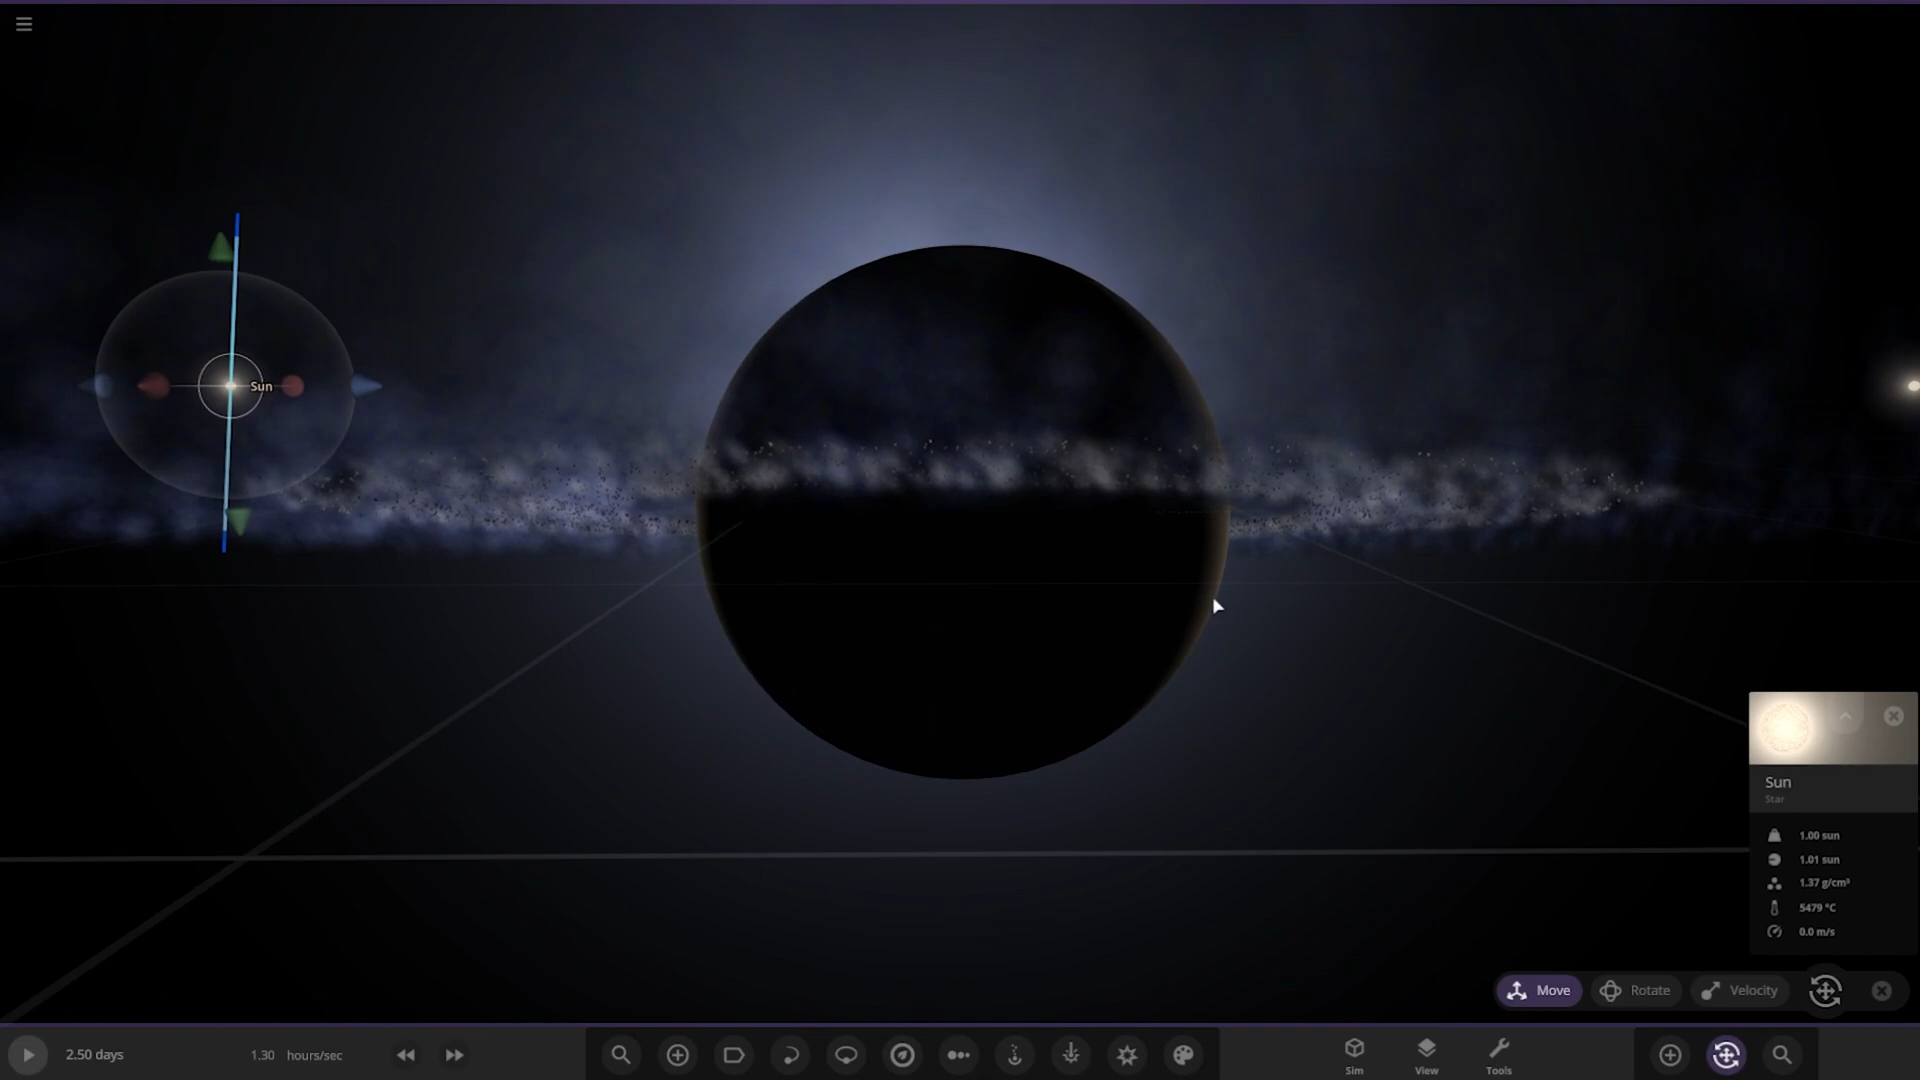 Sun
Sun
Star
1.00 sun
1.01 sun
1.37 g/cm³
5479 °C
0.0 m/s
Move
Rotate
Velocity
2.50 days
1.30 hours/sec
Sim
View
Tools